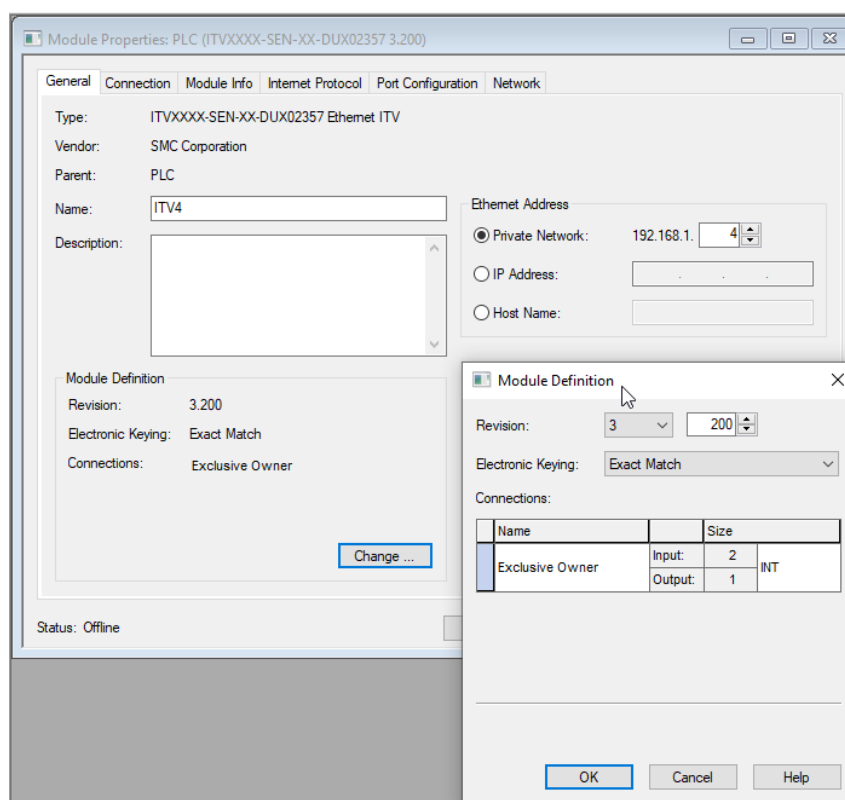 Module Properties: PLC (ITVXXXX-SEN-XX-DUX02357 3.200)
General Connection Module Info Internet Protocol Port Configuration Network
Type: ITVXXXX-SEN-XX-DUX02357 Ethernet ITV
Vendor: SMC Corporation
Parent: PLC
Name: ITV4
Description:
Ethernet Address
Private Network: 192.168.1. 4
IP Address: . . .
Host Name:
Module Definition
Revision: 3.200
Electronic Keying: Exact Match
Connections: Exclusive Owner
Change ...
Status: Offline
Module Definition
Revision: 3 200
Electronic Keying: Exact Match
Connections:
Name Size
Exclusive Owner Input: 2 INT
Output: 1
OK Cancel Help